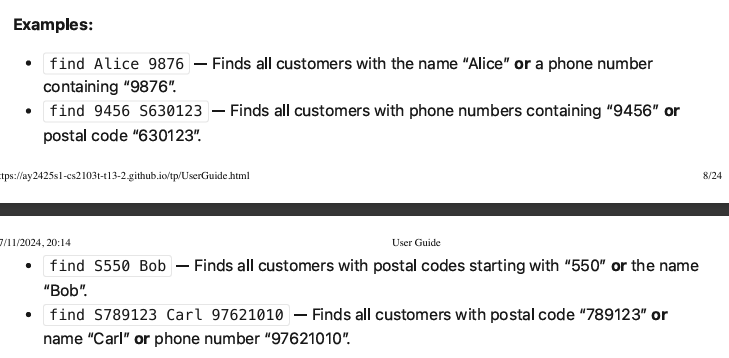 Examples:
• find Alice 9876 — Finds all customers with the name “Alice” or a phone number
containing “9876”.
• find 9456 S630123 — Finds all customers with phone numbers containing “9456” or
postal code “630123”.
ttps://ay2425s1-cs2103t-t13-2.github.io/tp/UserGuide.html 8/24
7/11/2024, 20:14 User Guide
• find S550 Bob — Finds all customers with postal codes starting with “550” or the name
“Bob”.
• find S789123 Carl 97621010 — Finds all customers with postal code “789123” or
name “Carl” or phone number “97621010”.